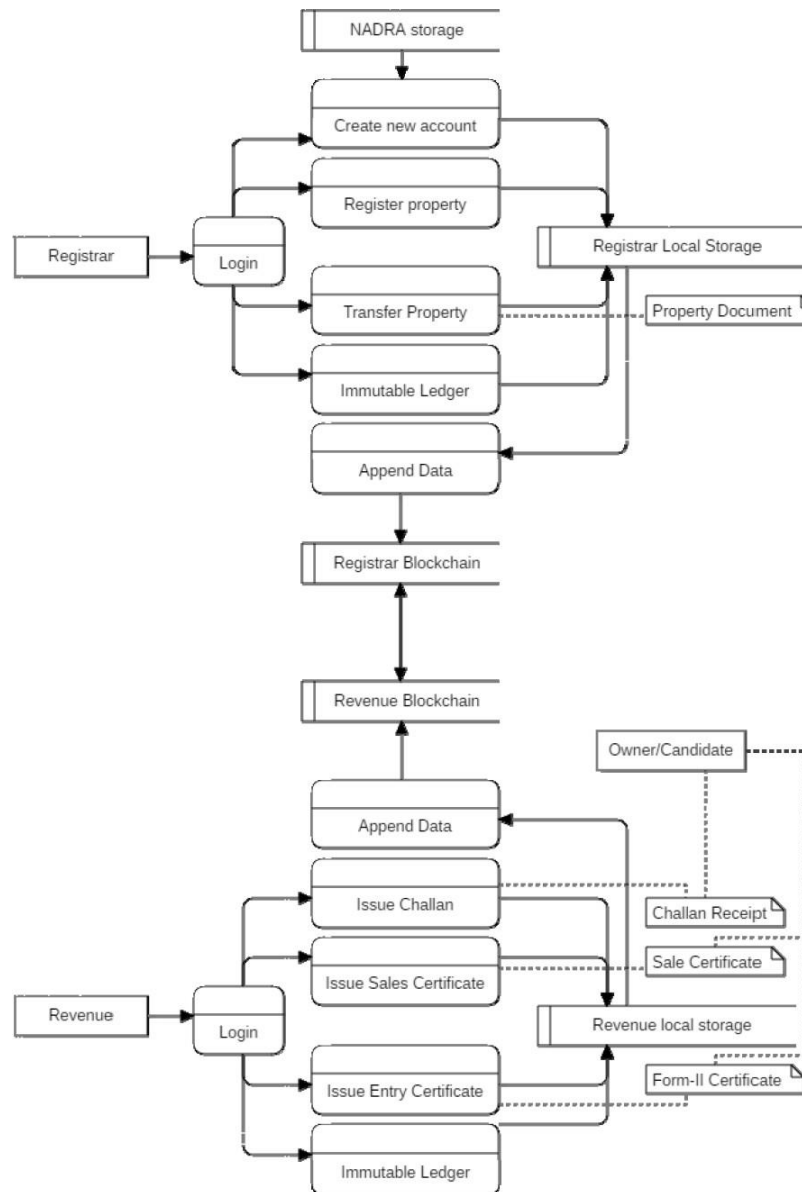 NADRA storage
Create new account
Register property
Registrar
Login
Registrar Local Storage
Transfer Property
Property Document
Immutable Ledger
Append Data
Registrar Blockchain
Revenue Blockchain
Owner/Candidate
Append Data
Issue Challan
Challan Receipt
Issue Sales Certificate
Sale Certificate
Revenue
Login
Revenue local storage
Issue Entry Certificate
Form-II Certificate
Immutable Ledger